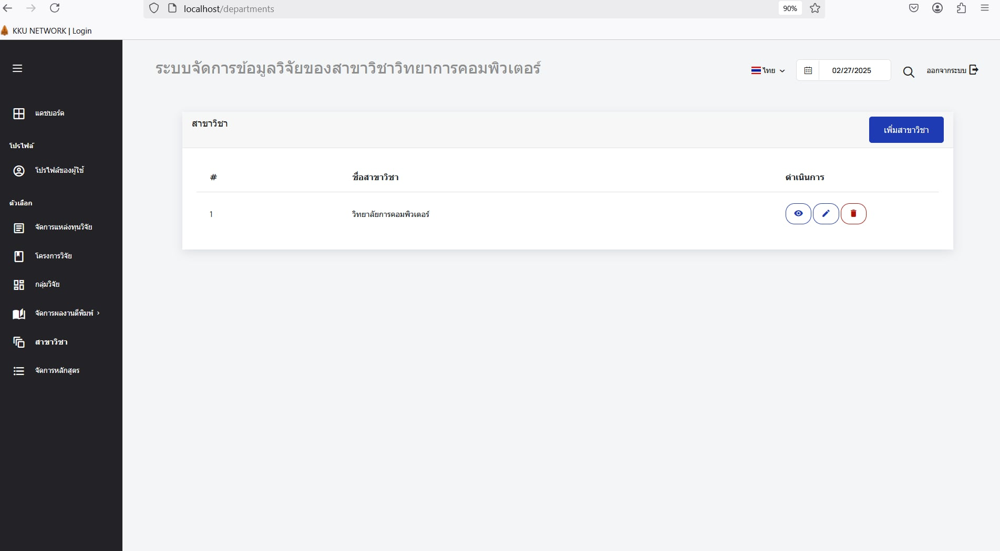 localhost/departments
90%
KKU NETWORK | Login
ระบบจัดการข้อมูลวิจัยของสาขาวิชาวิทยาการคอมพิวเตอร์
ไทย
02/27/2025
ออกจากระบบ
แดชบอร์ด
โปรไฟล์
โปรไฟล์ของผู้ใช้
ตัวเลือก
จัดการแหล่งทุนวิจัย
โครงการวิจัย
กลุ่มวิจัย
จัดการผลงานตีพิมพ์
สาขาวิชา
จัดการหลักสูตร
สาขาวิชา
เพิ่มสาขาวิชา
# ชื่อสาขาวิชา ดำเนินการ
1 วิทยาลัยการคอมพิวเตอร์